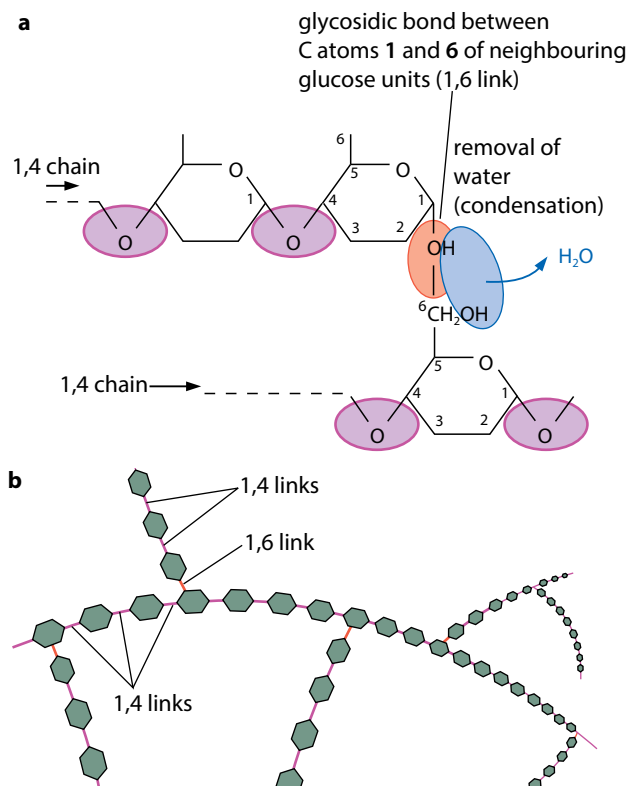 a
glycosidic bond between
C atoms 1 and 6 of neighbouring
glucose units (1,6 link)
removal of
water
(condensation)
1,4 chain
6
5
O
O
1
4
1
3
2
O
O
OH
H₂O
⁶CH₂OH
1,4 chain
5
O
4
1
3
2
O
O
b
1,4 links
1,6 link
1,4 links